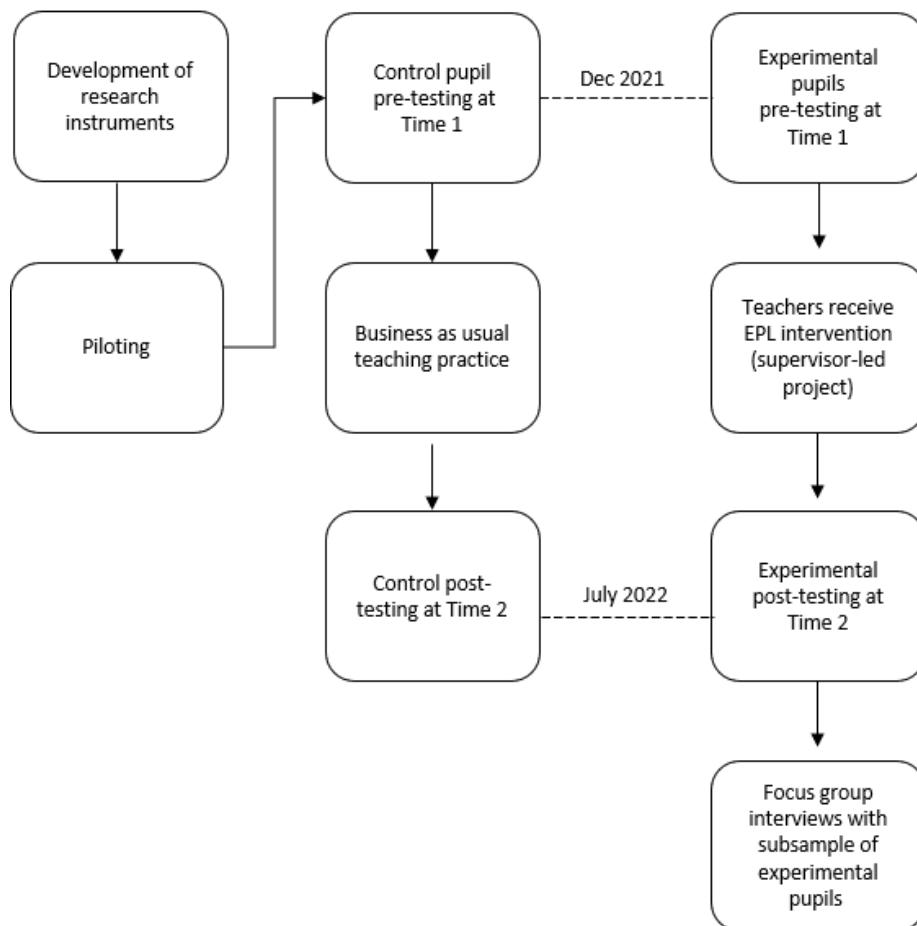 Development of
research
instruments
Piloting
Control pupil
pre-testing at
Time 1
Dec 2021
Experimental
pupils
pre-testing at
Time 1
Business as usual
teaching practice
Teachers receive
EPL intervention
(supervisor-led
project)
Control post-
testing at Time 2
July 2022
Experimental
post-testing at
Time 2
Focus group
interviews with
subsample of
experimental
pupils